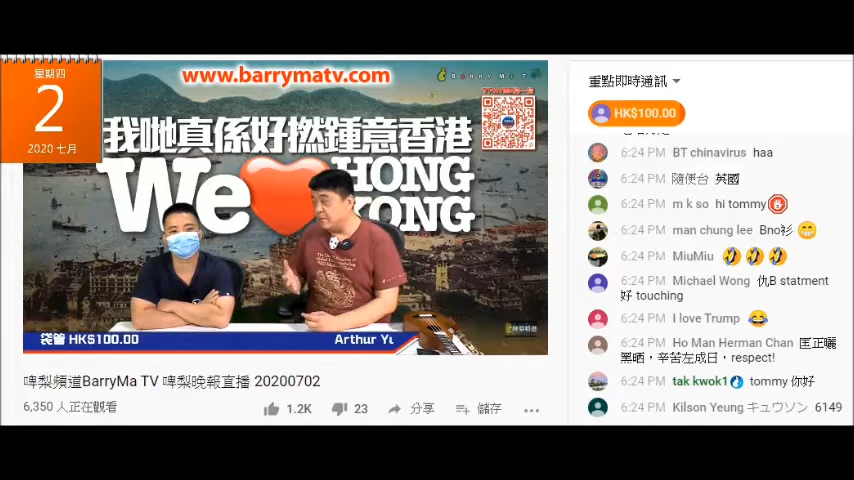 星期四
2
2020 七月
www.barrymatv.com
BARRY MA TV
我哋真係好撚鍾意香港
We
HONG
KONG
袋管 HK$100.00
Arthur Yu
啤梨頻道
啤梨頻道BarryMa TV 啤梨晚報直播 20200702
6,350 人正在觀看
1.2K
23
分享
儲存
重點即時通訊
HK$100.00
6:24 PM BT chinavirus haa
6:24 PM 隨便台 英國
6:24 PM m k so hi tommy
6:24 PM man chung lee Bno衫 😁
6:24 PM MiuMiu 🤣🤣🤣
6:24 PM Michael Wong 仇B statment
好 touching
6:24 PM I love Trump 😂
6:24 PM Ho Man Herman Chan 匡正曬
黑晒，辛苦左成日，respect!
6:24 PM tak kwok1 tommy 你好
6:24 PM Kilson Yeung キュウソン 6149